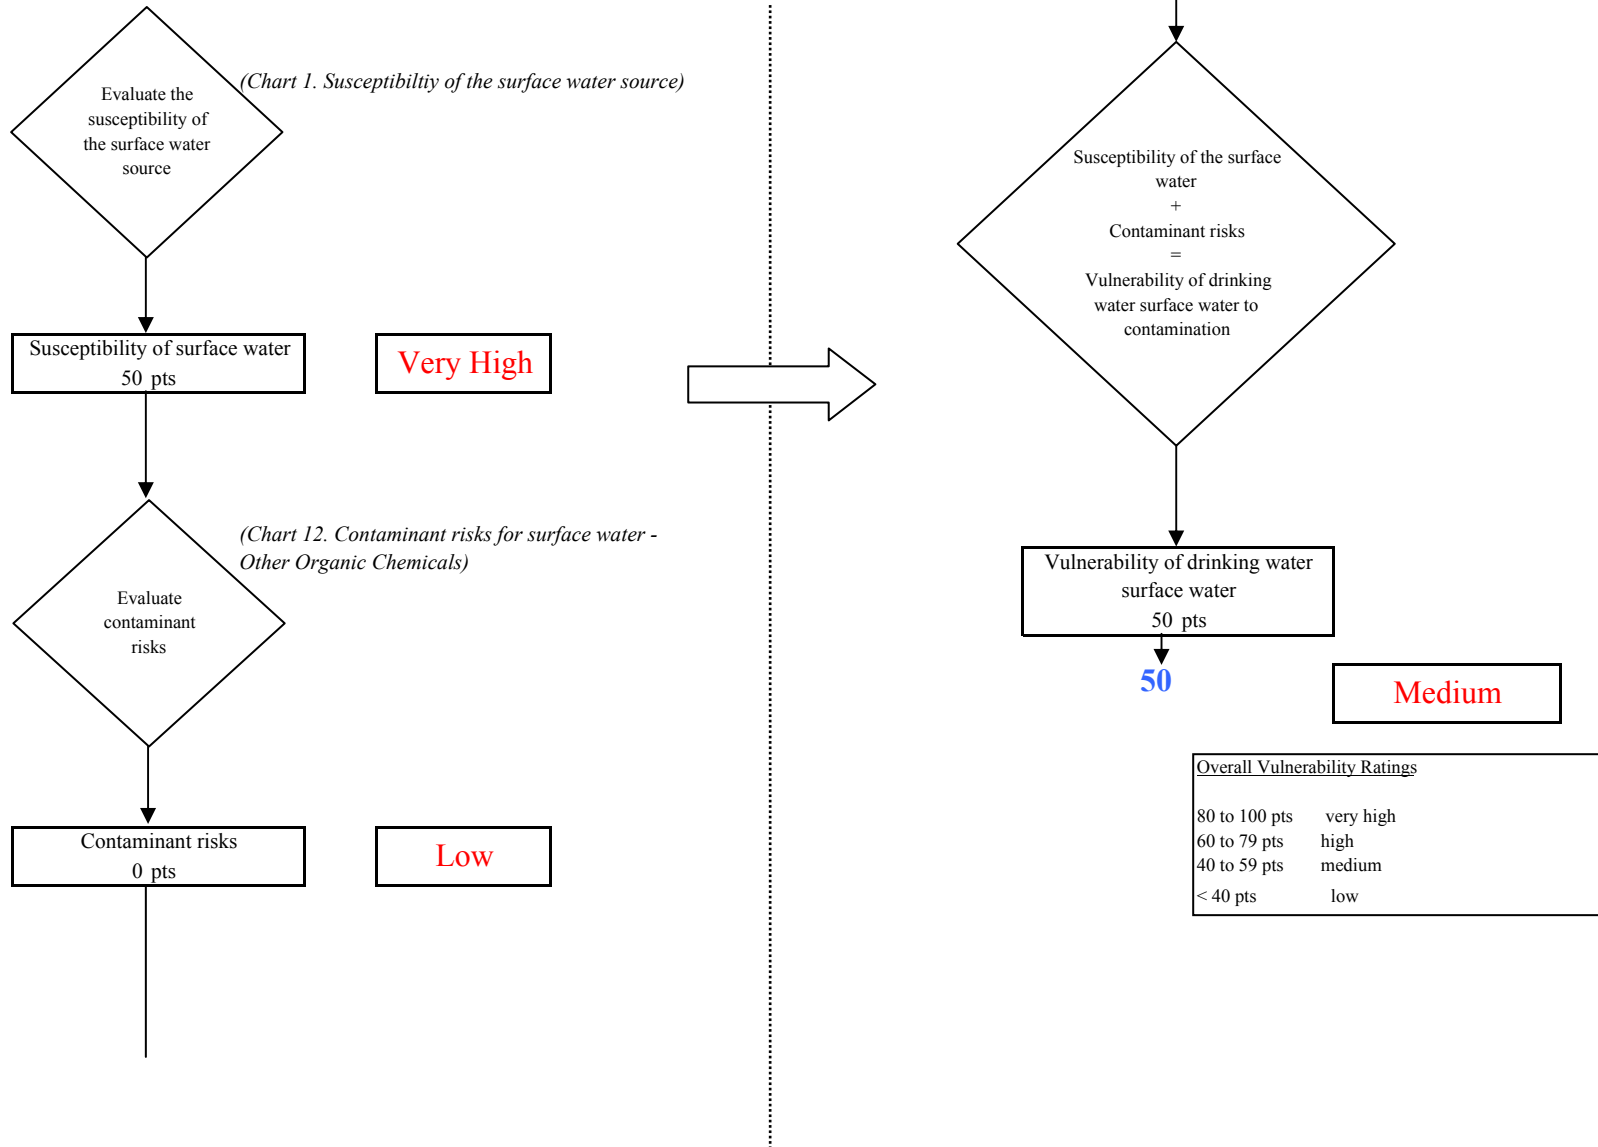 Evaluate the
susceptibility of
the surface water
source
(Chart 1. Susceptibiltiy of the surface water source)
Susceptibility of surface water
50 pts
Very High
(Chart 12. Contaminant risks for surface water -
Other Organic Chemicals)
Evaluate
contaminant
risks
Contaminant risks
0 pts
Low
Susceptibility of the surface
water
+
Contaminant risks
=
Vulnerability of drinking
water surface water to
contamination
Vulnerability of drinking water
surface water
50 pts
50
Medium
Overall Vulnerability Ratings
80 to 100 pts very high
60 to 79 pts high
40 to 59 pts medium
< 40 pts low